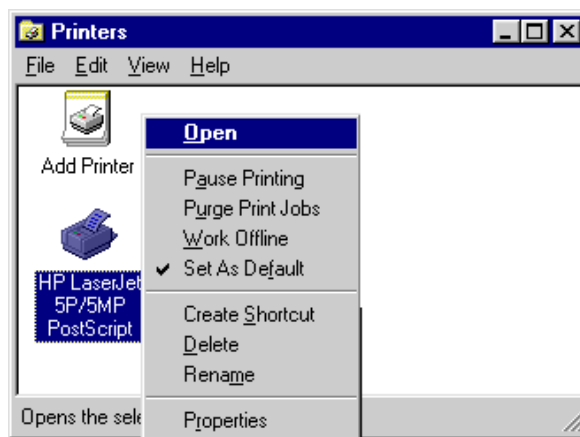 Printers
File Edit View Help
Add Printer
HP LaserJet
5P/5MP
PostScript
Open
Pause Printing
Purge Print Jobs
Work Offline
Set As Default
Create Shortcut
Delete
Rename
Properties
Opens the